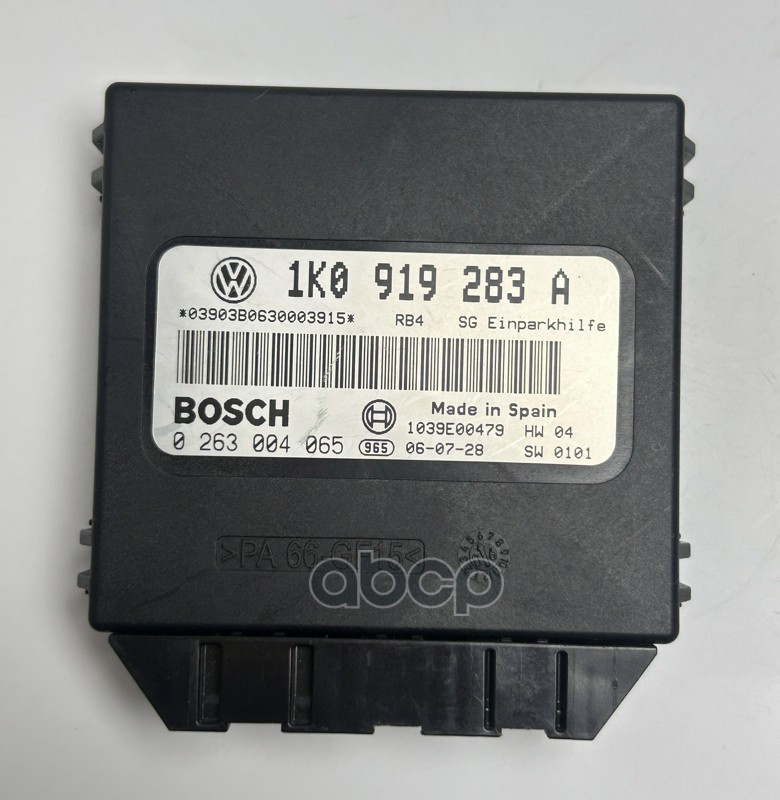 1K0 919 283 A
*03903B0630003915* RB4 SG Einparkhilfe
BOSCH Made in Spain
1039E00479 HW 04
0 263 004 065 965 06-07-28 SW 0101
>PA 66-GF15<
abcp